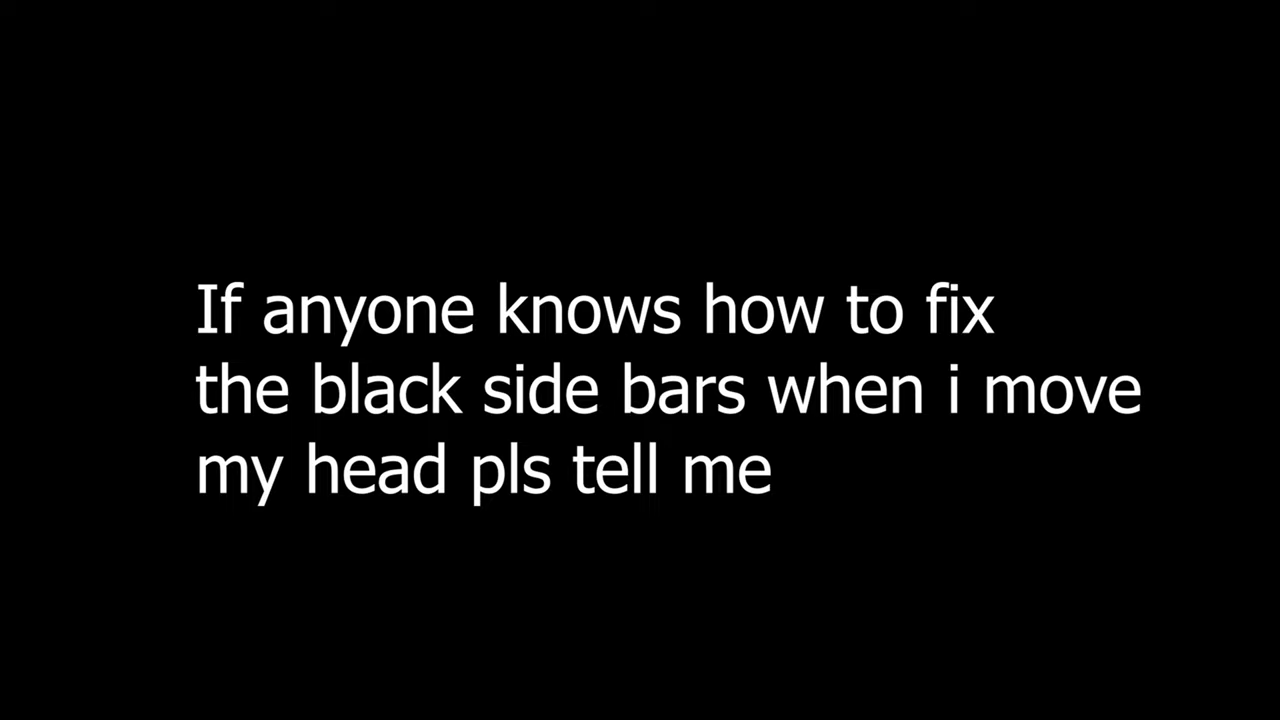 If anyone knows how to fix
the black side bars when i move
my head pls tell me